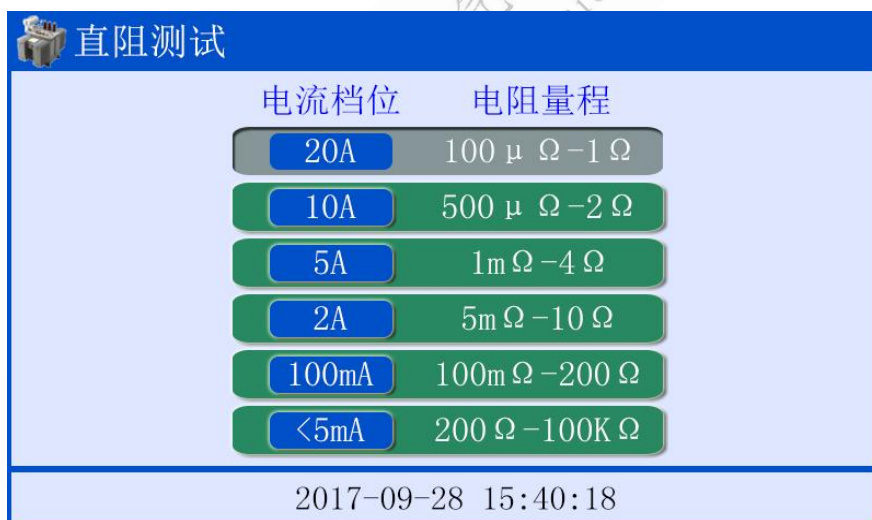 直阻测试
电流档位 电阻量程
20A 100μΩ-1Ω
10A 500μΩ-2Ω
5A 1mΩ-4Ω
2A 5mΩ-10Ω
100mA 100mΩ-200Ω
<5mA 200Ω-100KΩ
2017-09-28 15:40:18